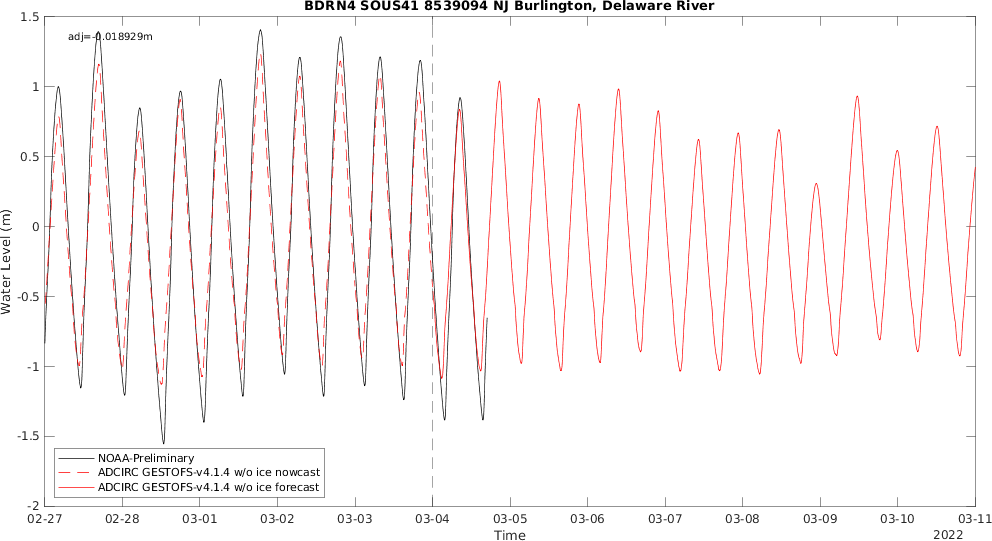 BDRN4 SOUS41 8539094 NJ Burlington, Delaware River
1.5
adj=-0.018929m
1
0.5
0
Water Level (m)
-0.5
-1
-1.5
NOAA-Preliminary
ADCIRC GESTOFS-v4.1.4 w/o ice nowcast
ADCIRC GESTOFS-v4.1.4 w/o ice forecast
-2
02-27 02-28 03-01 03-02 03-03 03-04 03-05 03-06 03-07 03-08 03-09 03-10 03-11
Time
2022